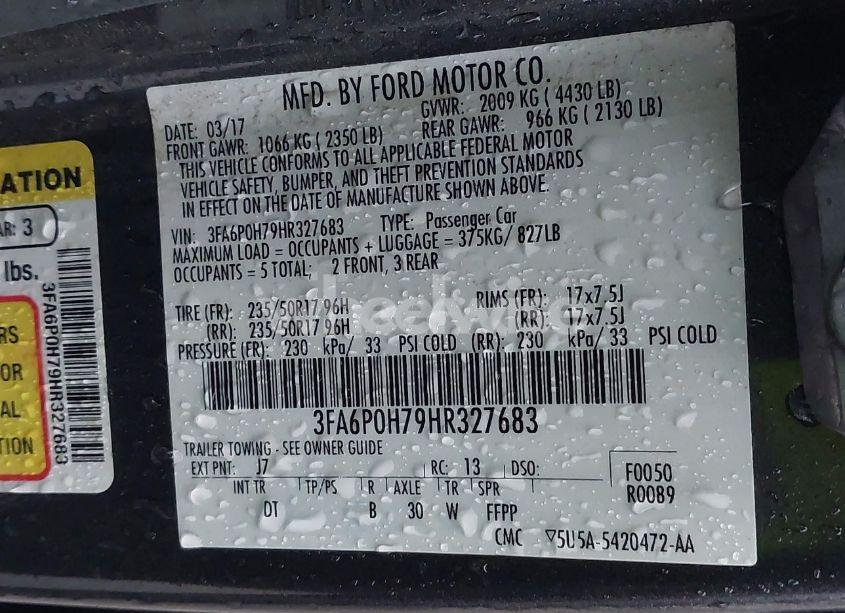 MFD. BY FORD MOTOR CO.
DATE: 03/17 GVWR: 2009 KG ( 4430 LB)
FRONT GAWR: 1066 KG ( 2350 LB) REAR GAWR: 966 KG ( 2130 LB)
THIS VEHICLE CONFORMS TO ALL APPLICABLE FEDERAL MOTOR
VEHICLE SAFETY, BUMPER, AND THEFT PREVENTION STANDARDS
IN EFFECT ON THE DATE OF MANUFACTURE SHOWN ABOVE.
VIN: 3FA6P0H79HR327683 TYPE: Passenger Car
MAXIMUM LOAD = OCCUPANTS + LUGGAGE = 375KG/ 827LB
OCCUPANTS = 5 TOTAL; 2 FRONT, 3 REAR
TIRE (FR): 235/50R17 96H RIMS (FR): 17x7.5J
(RR): 235/50R17 96H (RR): 17x7.5J
PRESSURE (FR): 230 kPa/ 33 PSI COLD (RR): 230 kPa/ 33 PSI COLD
3FA6P0H79HR327683
TRAILER TOWING - SEE OWNER GUIDE
EXT PNT: J7 RC: 13 DSO: F0050
R0089
INT TR TP/PS R AXLE TR SPR
DT B 30 W FFPP
CMC ▽5U5A-5420472-AA
ATION
AR: 3
lbs.
RS
OR
AL
TION
3FA6P0H79HR327683